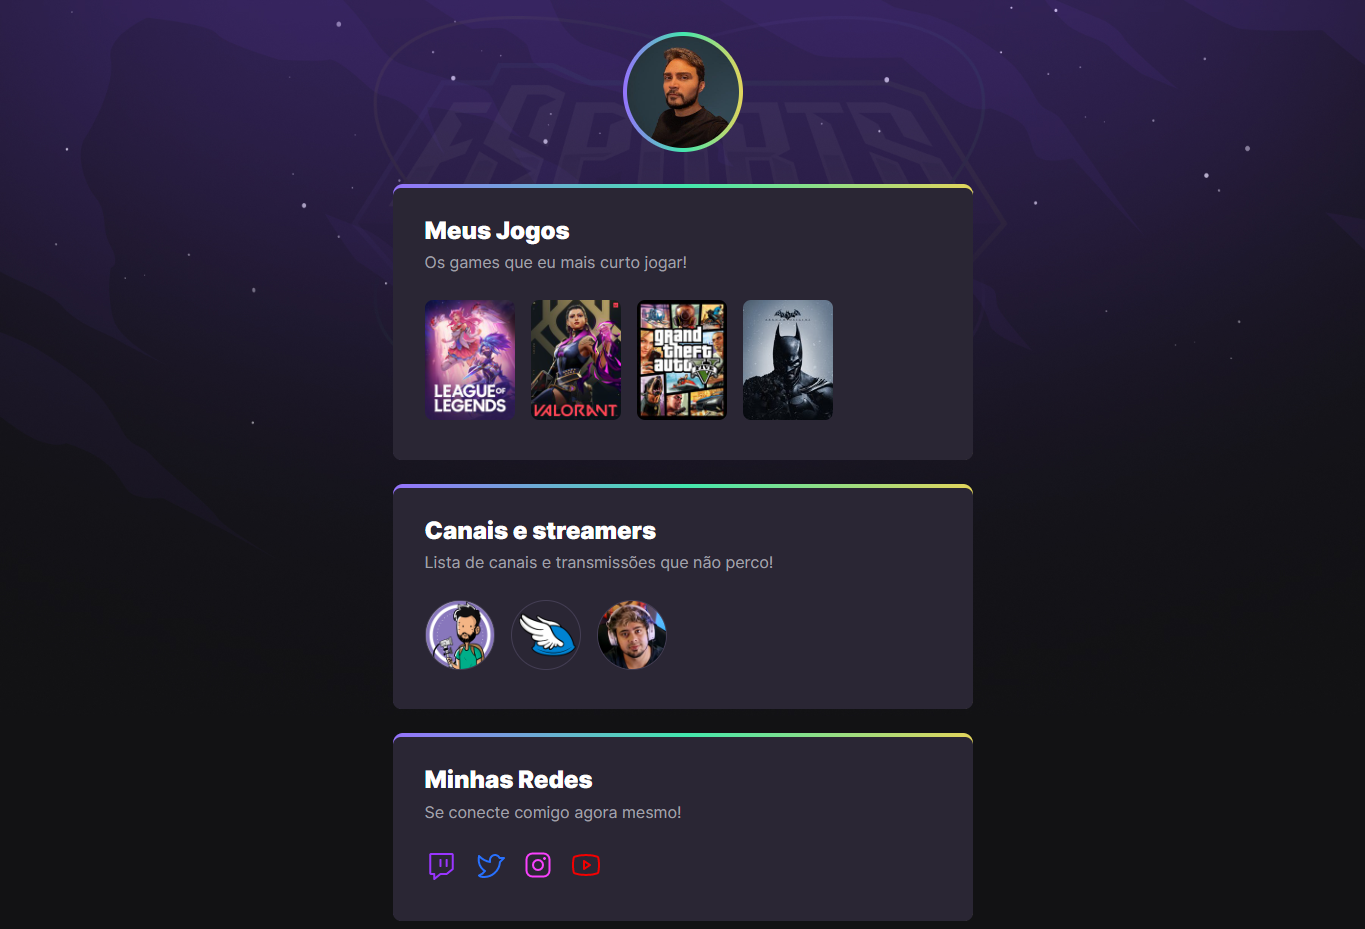 ESPORTS
Meus Jogos
Os games que eu mais curto jogar!
LEAGUE OF
LEGENDS
VALORANT
grand
theft
auto
V
FIVE
Canais e streamers
Lista de canais e transmissões que não perco!
Minhas Redes
Se conecte comigo agora mesmo!